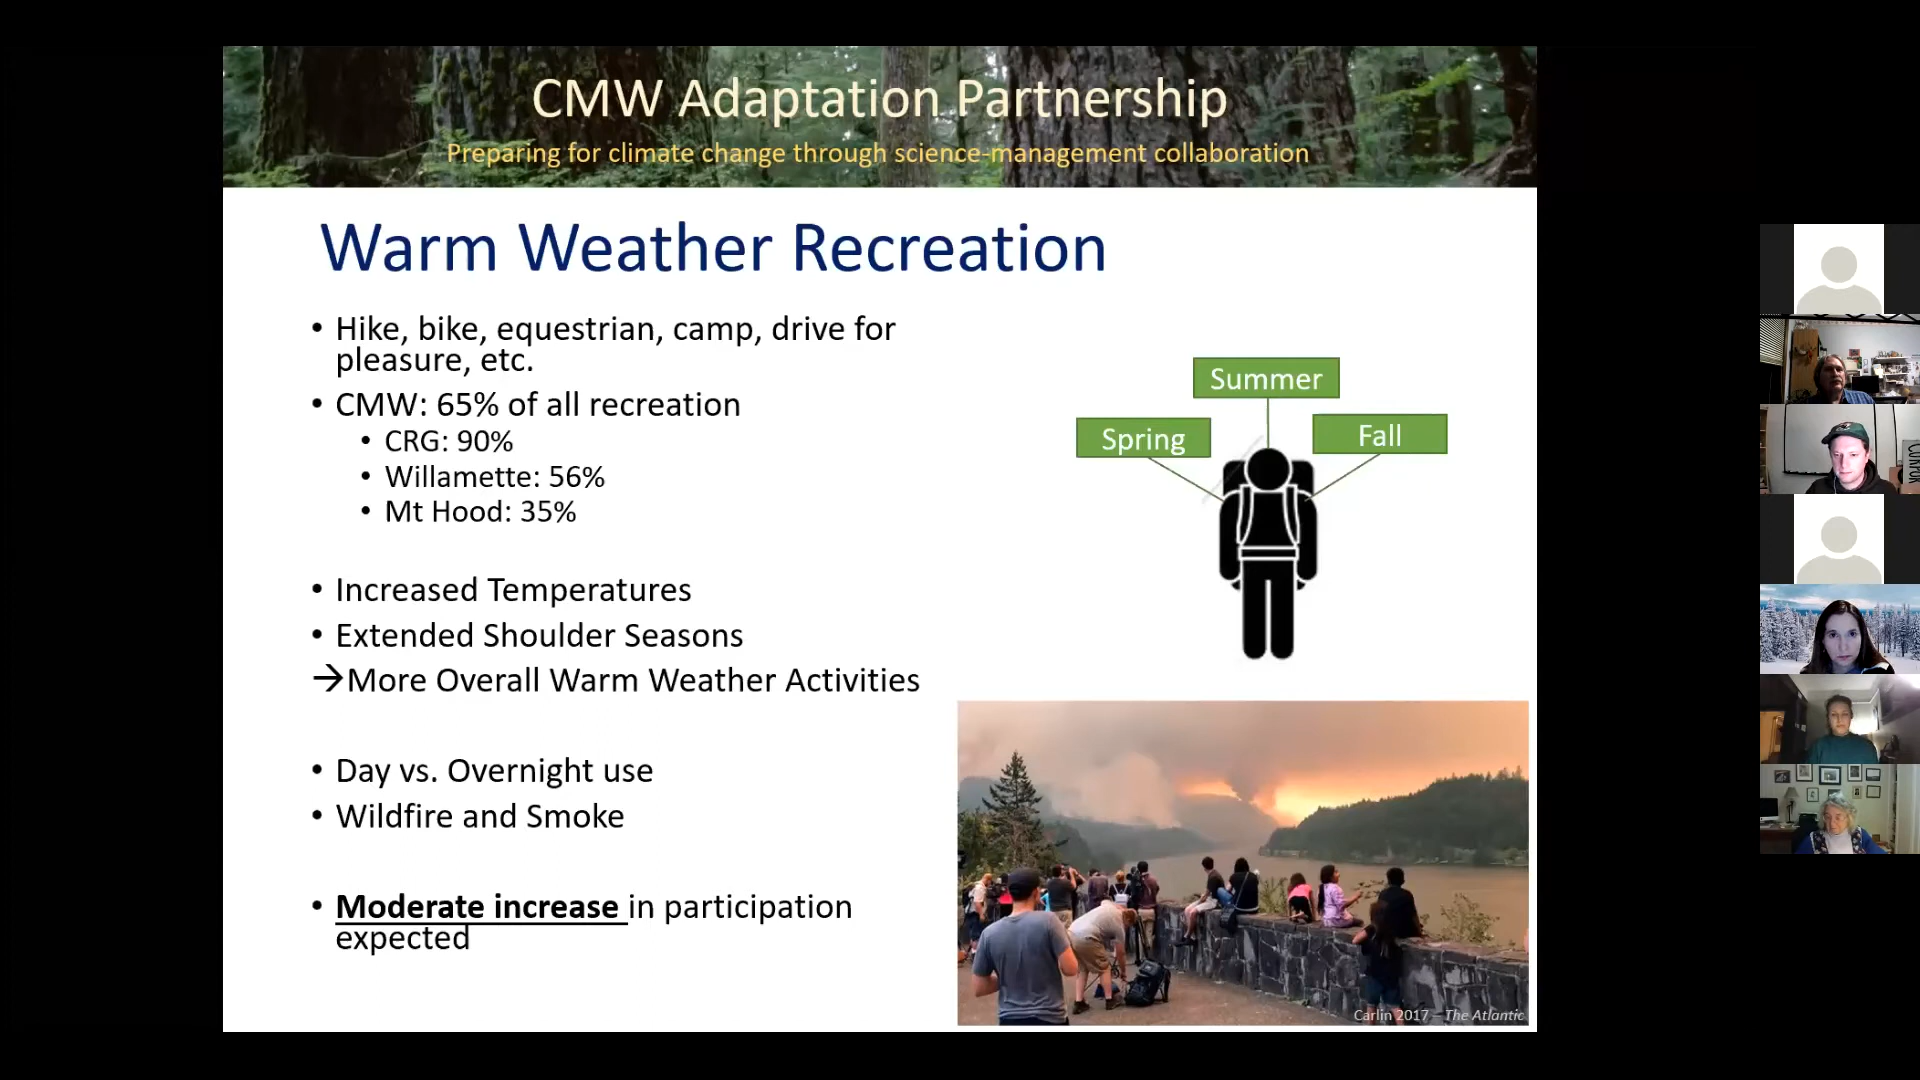 CMW Adaptation Partnership
Preparing for climate change through science-management collaboration
Warm Weather Recreation
• Hike, bike, equestrian, camp, drive for
pleasure, etc.
• CMW: 65% of all recreation
• CRG: 90%
• Willamette: 56%
• Mt Hood: 35%
• Increased Temperatures
• Extended Shoulder Seasons
→More Overall Warm Weather Activities
• Day vs. Overnight use
• Wildfire and Smoke
• Moderate increase in participation
expected
Summer
Spring
Fall
Carlin 2017 – The Atlantic